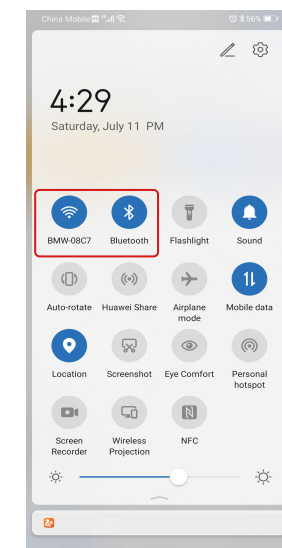 China Mobile HD 56%
4:29
Saturday, July 11 PM
BMW-08C7 Bluetooth Flashlight Sound
Auto-rotate Huawei Share Airplane mode Mobile data
Location Screenshot Eye Comfort Personal hotspot
Screen Recorder Wireless Projection NFC